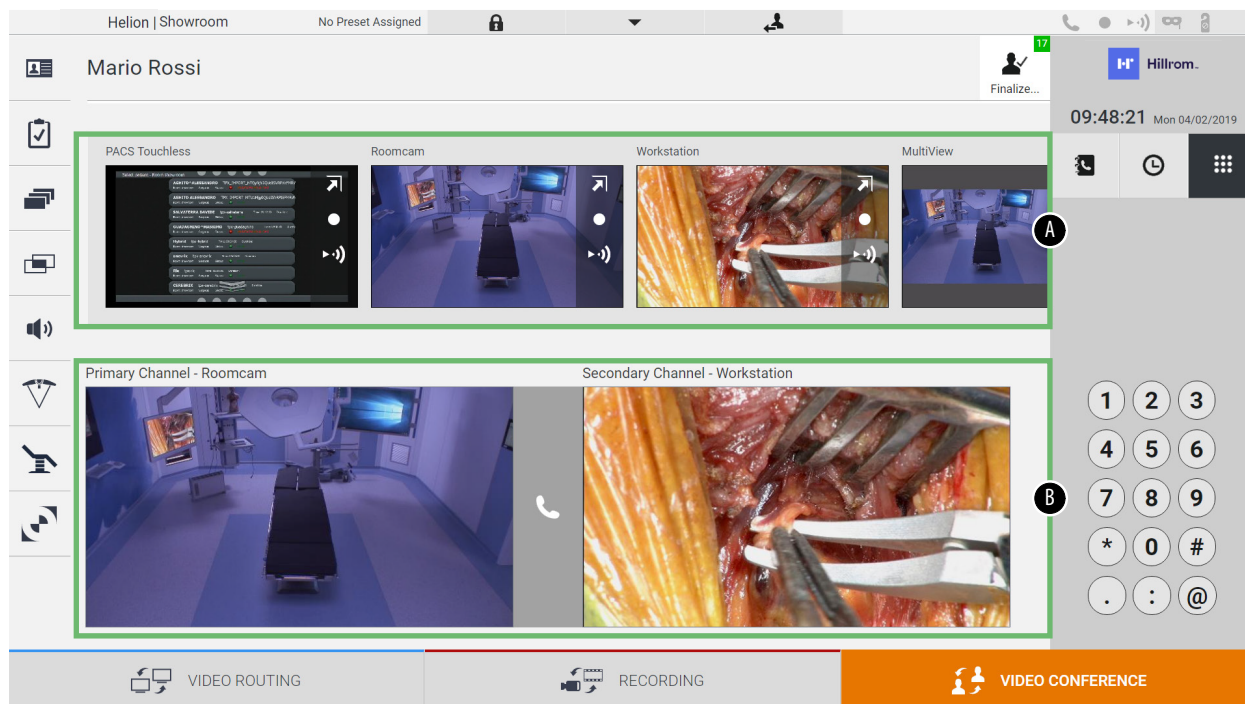 Helion | Showroom
No Preset Assigned
Mario Rossi
17
Finalize...
Hillrom
09:48:21 Mon 04/02/2019
PACS Touchless
Roomcam
Workstation
MultiView
A
Primary Channel - Roomcam
Secondary Channel - Workstation
B
1 2 3
4 5 6
7 8 9
* 0 #
. : @
VIDEO ROUTING
RECORDING
VIDEO CONFERENCE